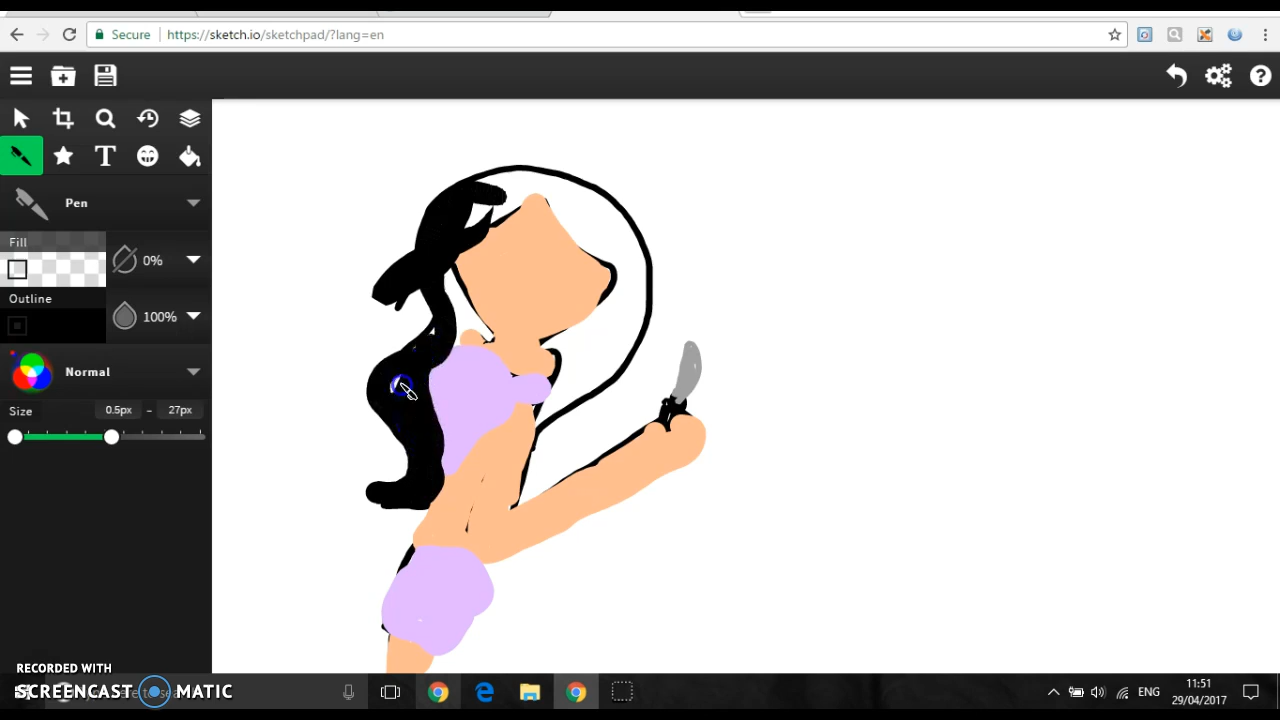 Secure https://sketch.io/sketchpad/?lang=en
T
Pen
Fill
0%
Outline
100%
Normal
Size 0.5px - 27px
RECORDED WITH
SCREENCAST MATIC
ENG
11:51
29/04/2017